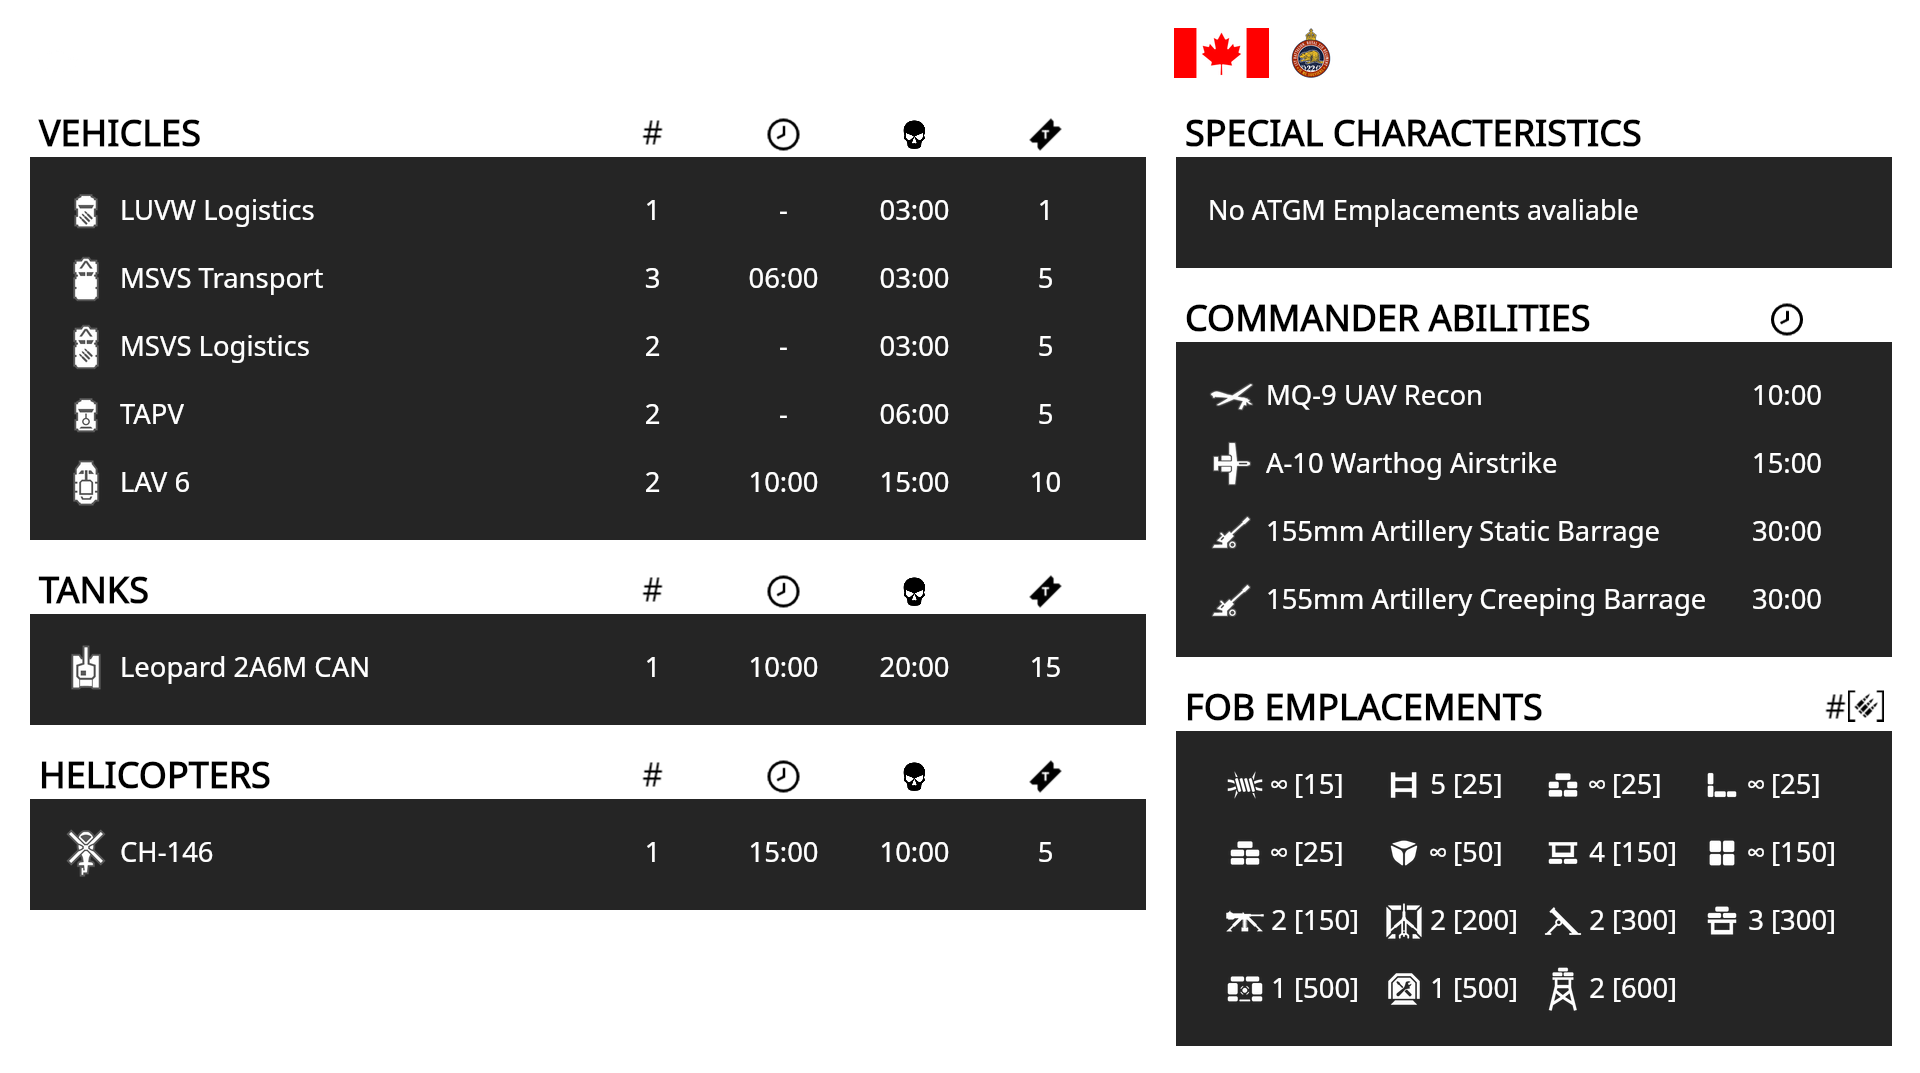 VEHICLES #
LUVW Logistics 1 - 03:00 1
MSVS Transport 3 06:00 03:00 5
MSVS Logistics 2 - 03:00 5
TAPV 2 - 06:00 5
LAV 6 2 10:00 15:00 10
TANKS #
Leopard 2A6M CAN 1 10:00 20:00 15
HELICOPTERS #
CH-146 1 15:00 10:00 5
SPECIAL CHARACTERISTICS
No ATGM Emplacements avaliable
COMMANDER ABILITIES
MQ-9 UAV Recon 10:00
A-10 Warthog Airstrike 15:00
155mm Artillery Static Barrage 30:00
155mm Artillery Creeping Barrage 30:00
FOB EMPLACEMENTS #[ ]
∞ [15] 5 [25] ∞ [25] ∞ [25]
∞ [25] ∞ [50] 4 [150] ∞ [150]
2 [150] 2 [200] 2 [300] 3 [300]
1 [500] 1 [500] 2 [600]